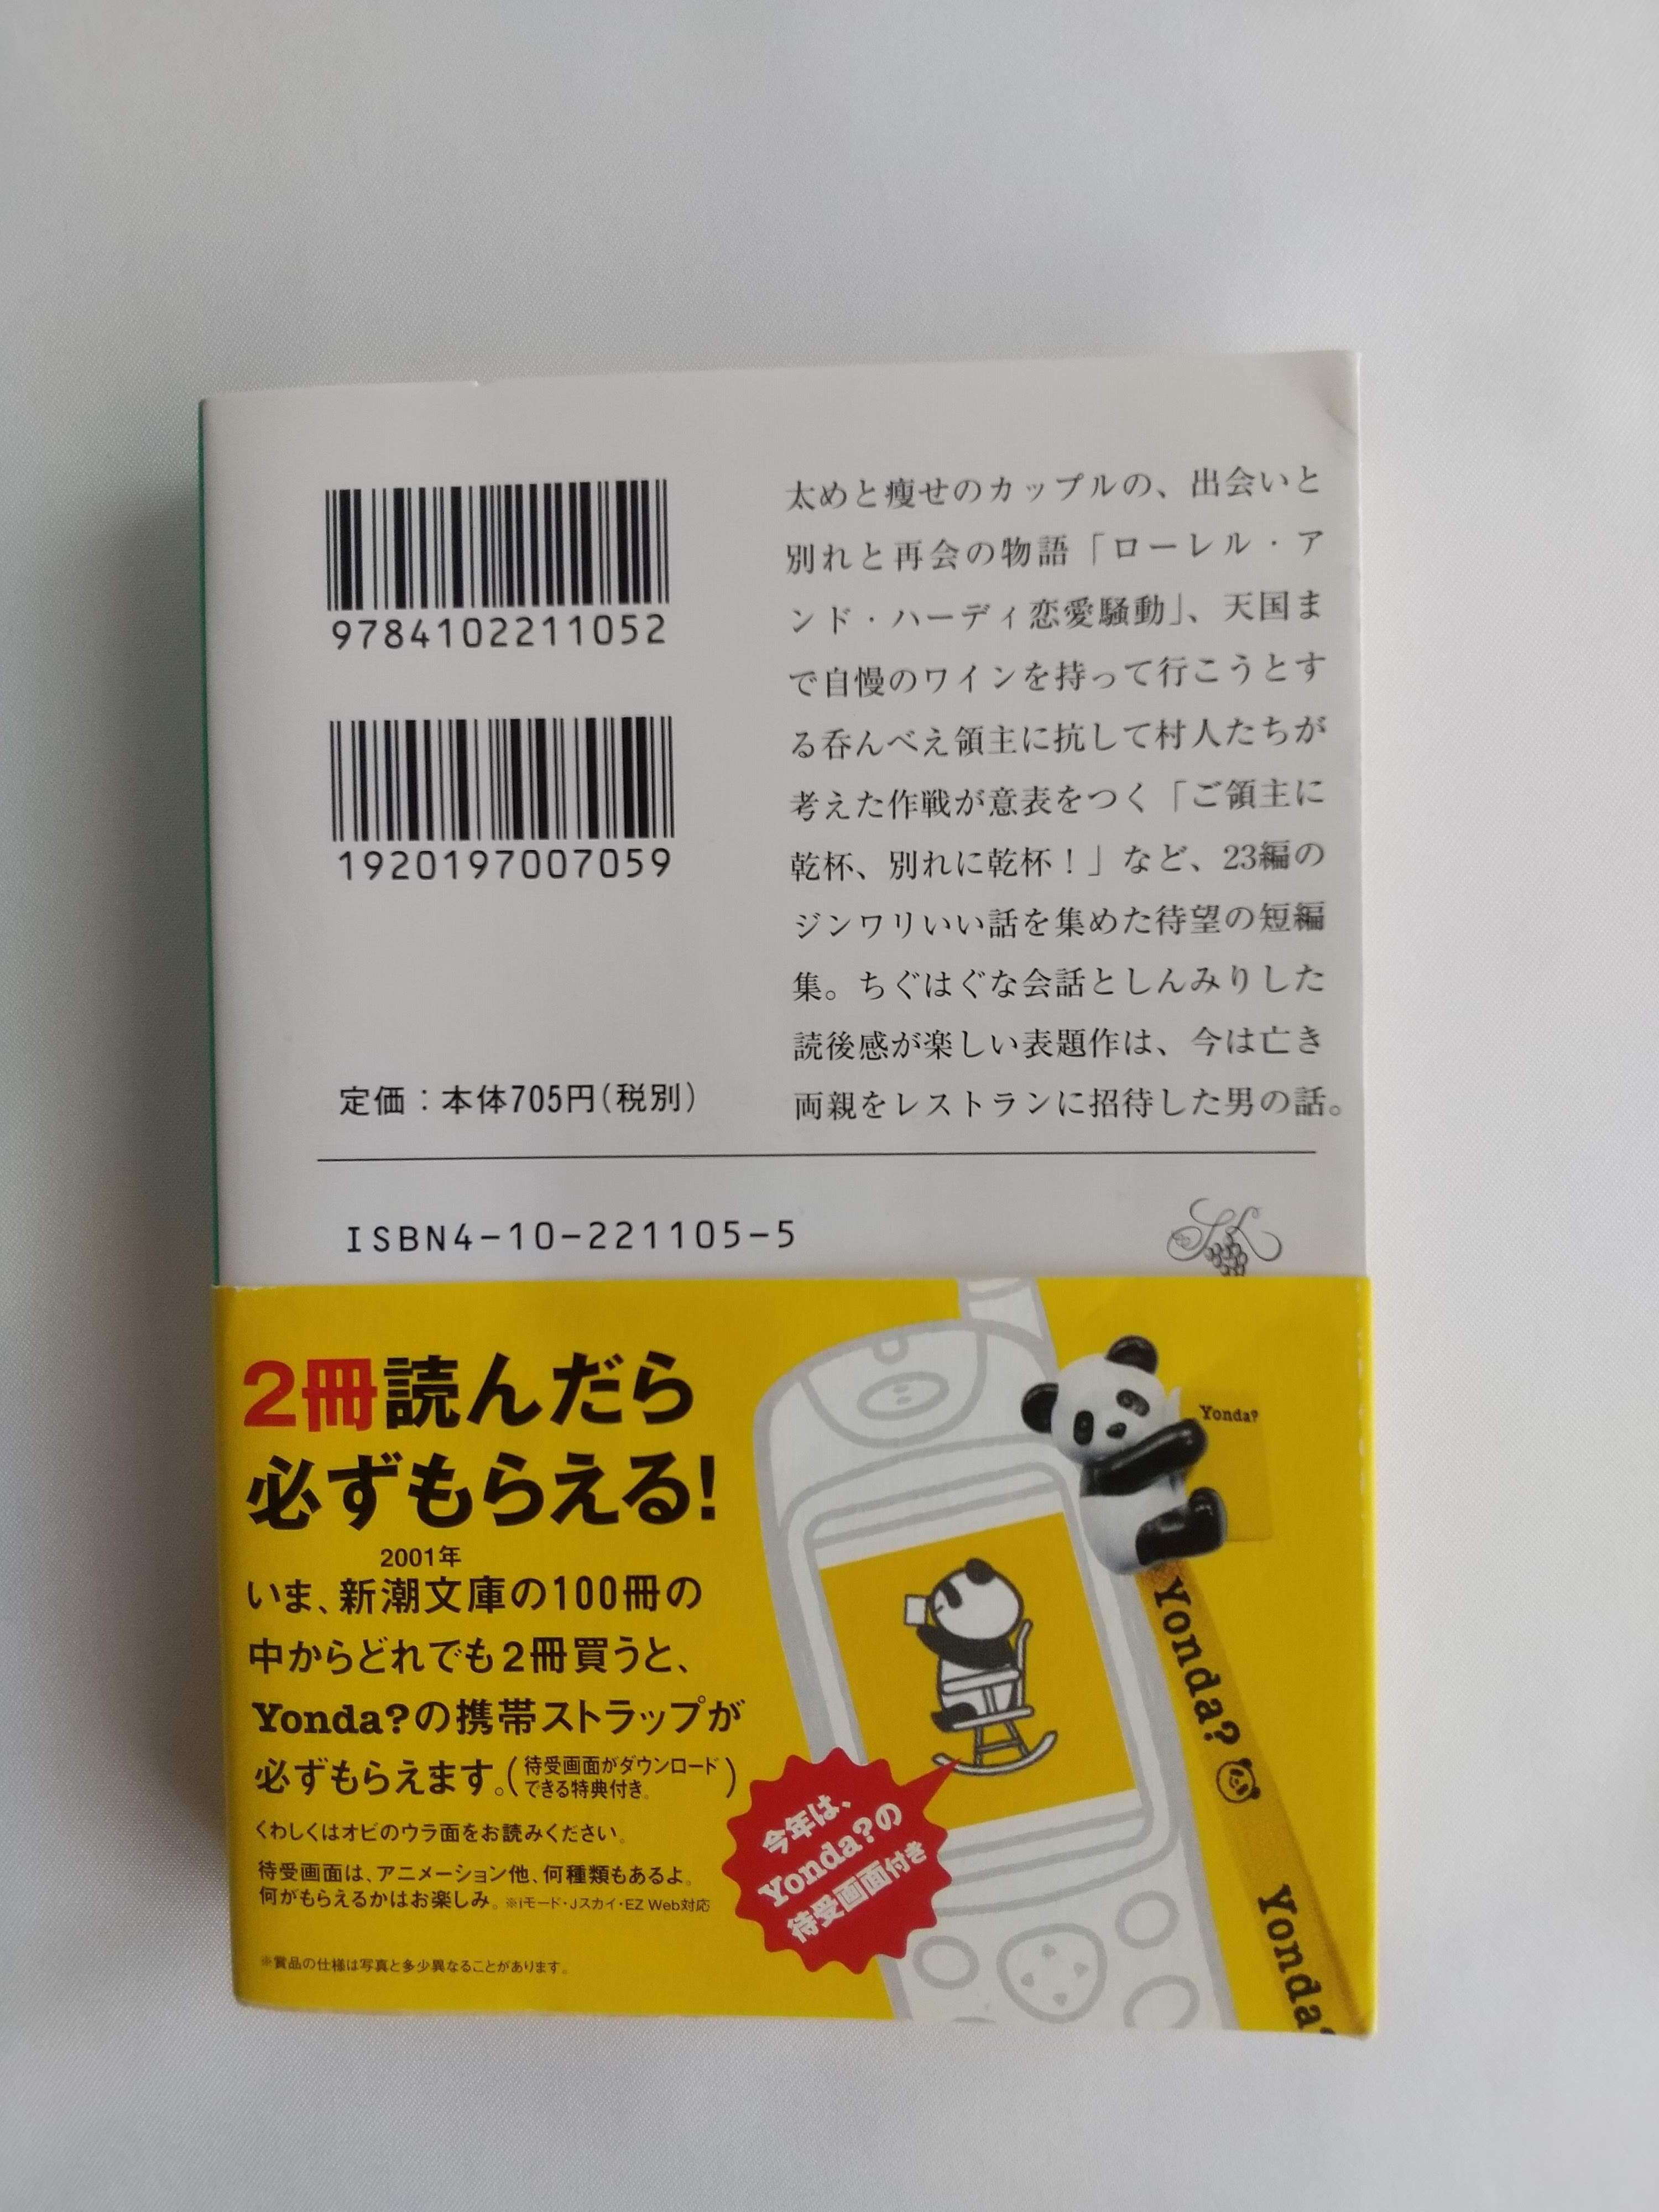 9784102211052
1920197007059
定価：本体705円(税別)
太めと痩せのカップルの、出会いと
別れと再会の物語「ローレル・ア
ンド・ハーディ恋愛騒動」、天国ま
で自慢のワインを持って行こうとす
る呑んべえ領主に抗して村人たちが
考えた作戦が意表をつく「ご領主に
乾杯、別れに乾杯！」など、23編の
ジンワリいい話を集めた待望の短編
集。ちぐはぐな会話としんみりした
読後感が楽しい表題作は、今は亡き
両親をレストランに招待した男の話。
ISBN4-10-221105-5
2冊読んだら
必ずもらえる!
2001年
いま、新潮文庫の100冊の
中からどれでも2冊買うと、
Yonda?の携帯ストラップが
必ずもらえます。(待受画面がダウンロード
できる特典付き。)
くわしくはオビのウラ面をお読みください。
待受画面は、アニメーション他、何種類もあるよ。
何がもらえるかはお楽しみ。※iモード・Jスカイ・EZ Web対応
※賞品の仕様は写真と多少異なることがあります。
今年は、
Yonda?の
待受画面付き
Yonda?
Yonda?
Yonda?